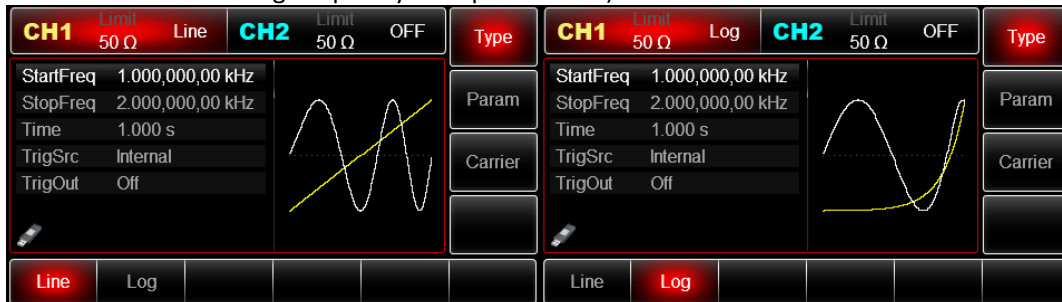 CH1 Limit 50 Ω Line CH2 Limit 50 Ω OFF Type
StartFreq 1.000,000,00 kHz
StopFreq 2.000,000,00 kHz
Param
Time 1.000 s
TrigSrc Internal
Carrier
TrigOut Off
Line Log
CH1 Limit 50 Ω Log CH2 Limit 50 Ω OFF Type
StartFreq 1.000,000,00 kHz
StopFreq 2.000,000,00 kHz
Param
Time 1.000 s
TrigSrc Internal
Carrier
TrigOut Off
Line Log